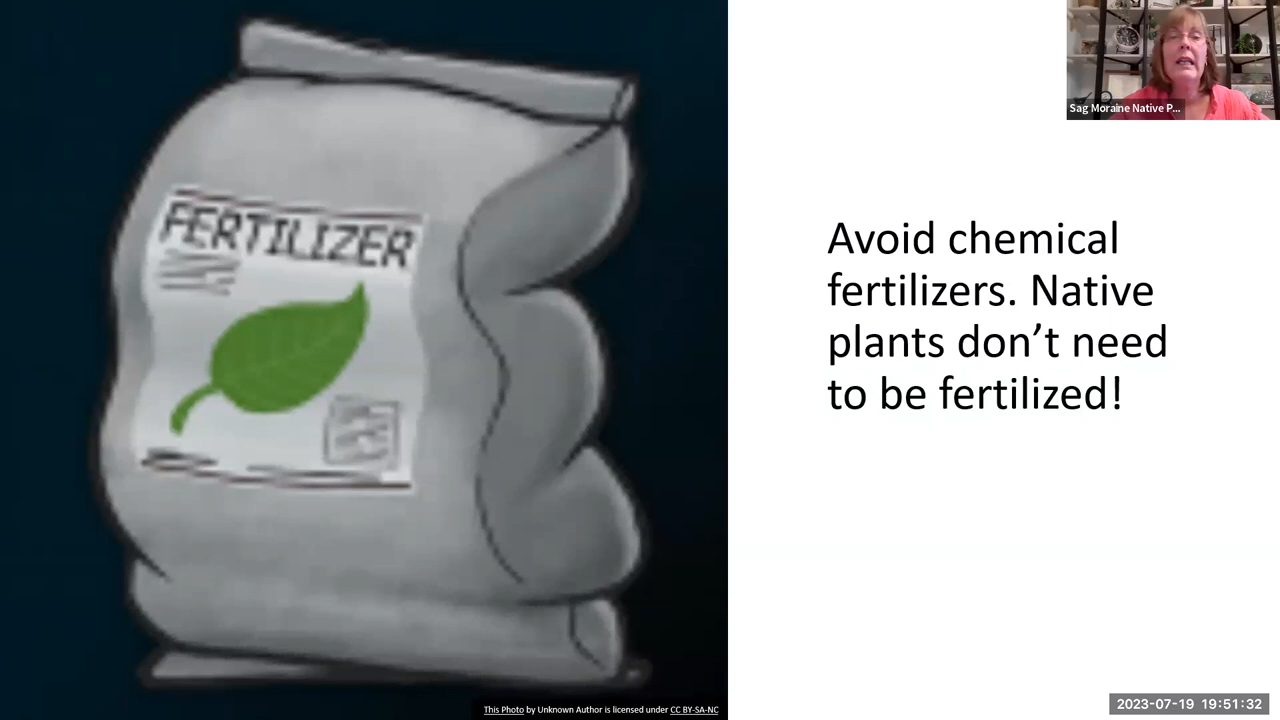 Sag Moraine Native P...
FERTILIZER
Avoid chemical
fertilizers. Native
plants don’t need
to be fertilized!
This Photo by Unknown Author is licensed under CC BY-SA-NC
2023-07-19 19:51:32